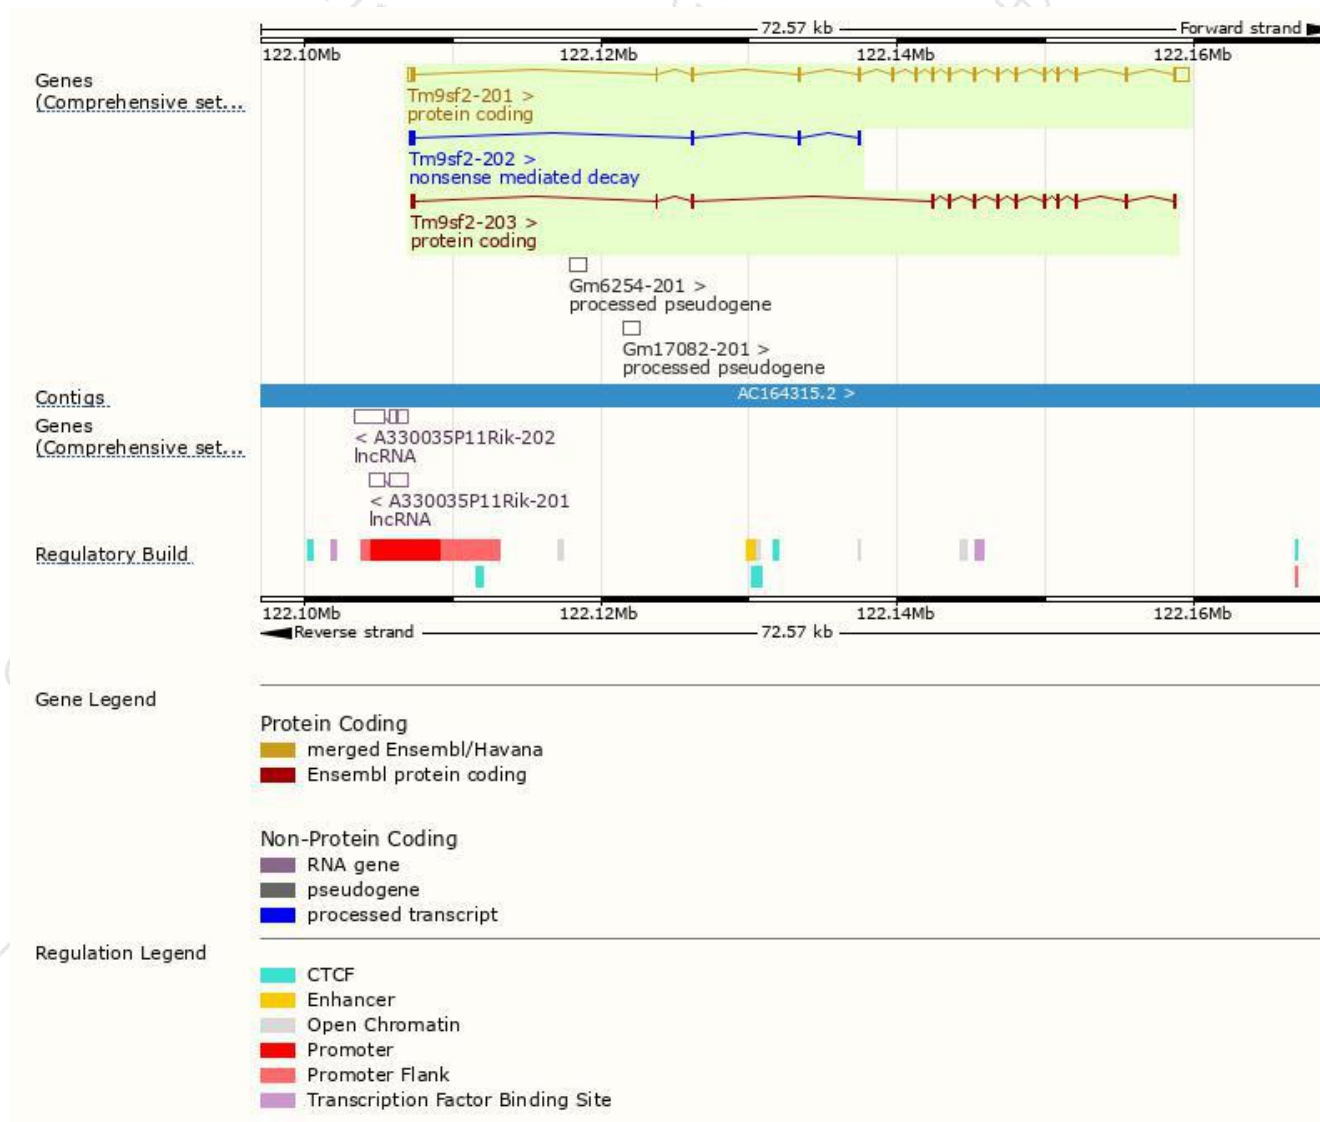 72.57 kb Forward strand
122.10Mb 122.12Mb 122.14Mb 122.16Mb
Genes
(Comprehensive set...
Tm9sf2-201 >
protein coding
Tm9sf2-202 >
nonsense mediated decay
Tm9sf2-203 >
protein coding
Gm6254-201 >
processed pseudogene
Gm17082-201 >
processed pseudogene
Contigs AC164315.2 >
Genes
(Comprehensive set...
< A330035P11Rik-202
lncRNA
< A330035P11Rik-201
lncRNA
Regulatory Build
122.10Mb 122.12Mb 122.14Mb 122.16Mb
Reverse strand 72.57 kb
Gene Legend
Protein Coding
merged Ensembl/Havana
Ensembl protein coding
Non-Protein Coding
RNA gene
pseudogene
processed transcript
Regulation Legend
CTCF
Enhancer
Open Chromatin
Promoter
Promoter Flank
Transcription Factor Binding Site